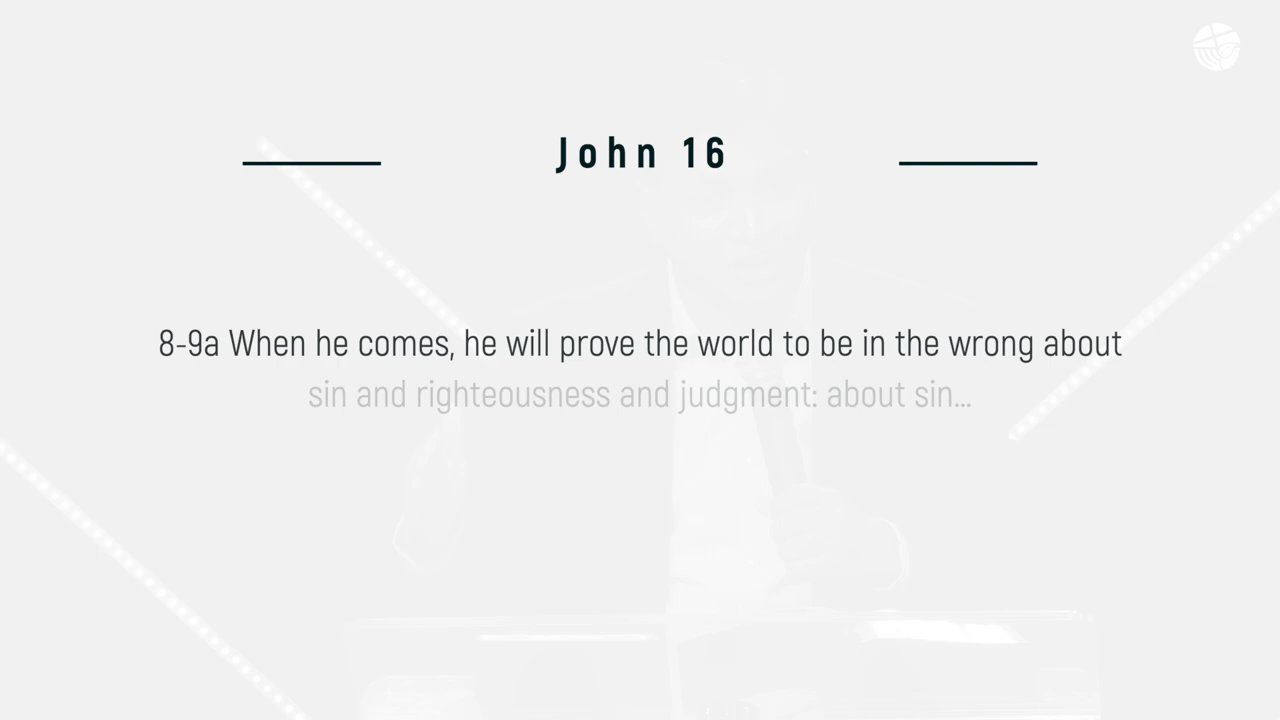 John 16
8-9a When he comes, he will prove the world to be in the wrong about
sin and righteousness and judgment: about sin...